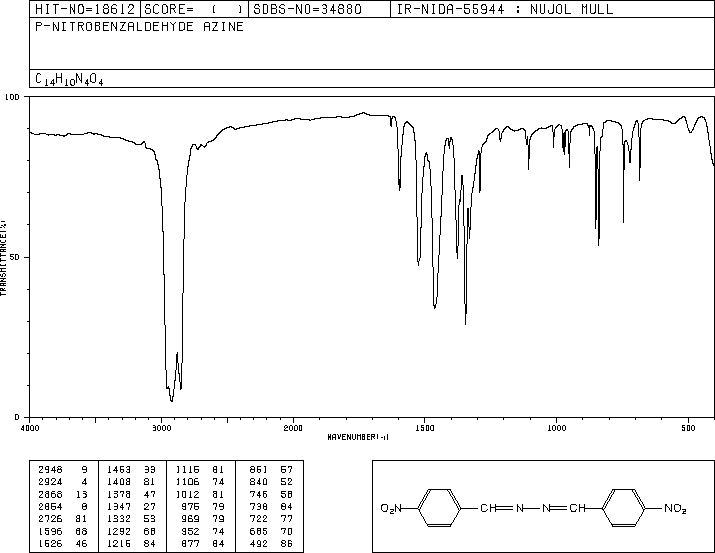 HIT-NO=18612 SCORE= ( ) SDBS-NO=34880 IR-NIDA-55944 : NUJOL MULL
P-NITROBENZALDEHYDE AZINE
C14H10N4O4
100
50
0
TRANSMITTANCE(%)
4000 3000 2000 1500 1000 500
WAVENUMBER(-1)
2948 9 1463 33 1115 81 851 57
2924 4 1408 81 1106 74 840 52
2868 13 1378 47 1012 81 746 58
2854 8 1347 27 975 79 738 84
2726 81 1332 53 969 79 722 77
1596 68 1292 68 952 74 685 70
1526 46 1215 84 877 84 492 86
O2N CH N N CH NO2